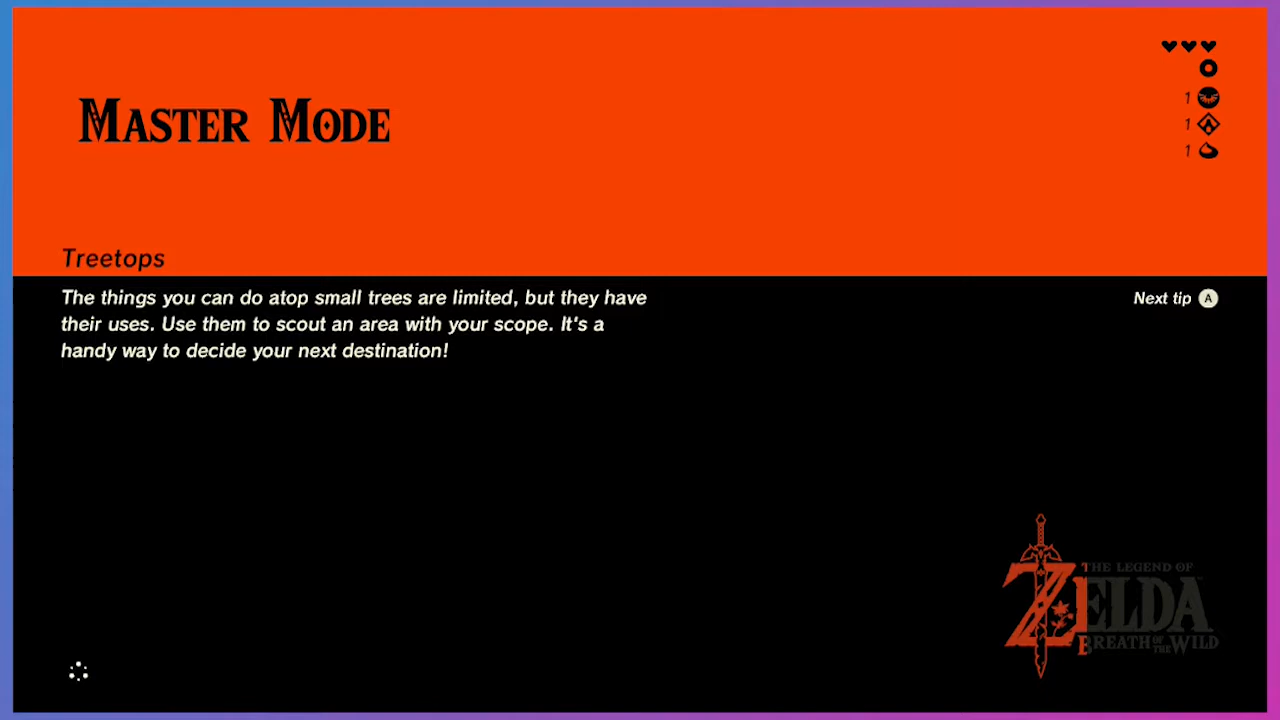 MASTER MODE
1
1
1
Treetops
The things you can do atop small trees are limited, but they have
their uses. Use them to scout an area with your scope. It's a
handy way to decide your next destination!
Next tip A
THE LEGEND OF
ZELDA
BREATH OF THE WILD